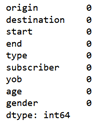 origin 0
destination 0
start 0
end 0
type 0
subscriber 0
yob 0
age 0
gender 0
dtype: int64